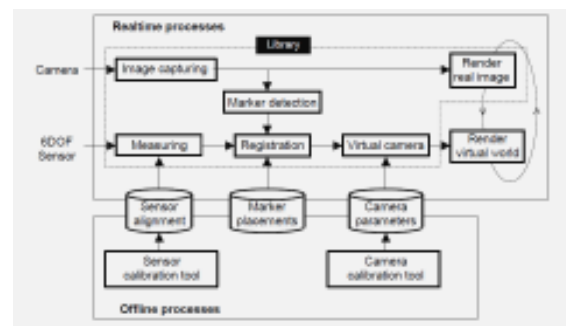 Realtime processes
Library
Camera
Image capturing
Render
real image
Marker detection
6DOF
Sensor
Measuring
Registration
Virtual camera
Render
virtual world
Sensor
alignment
Marker
placements
Camera
parameters
Sensor
calibration tool
Camera
calibration tool
Offline processes